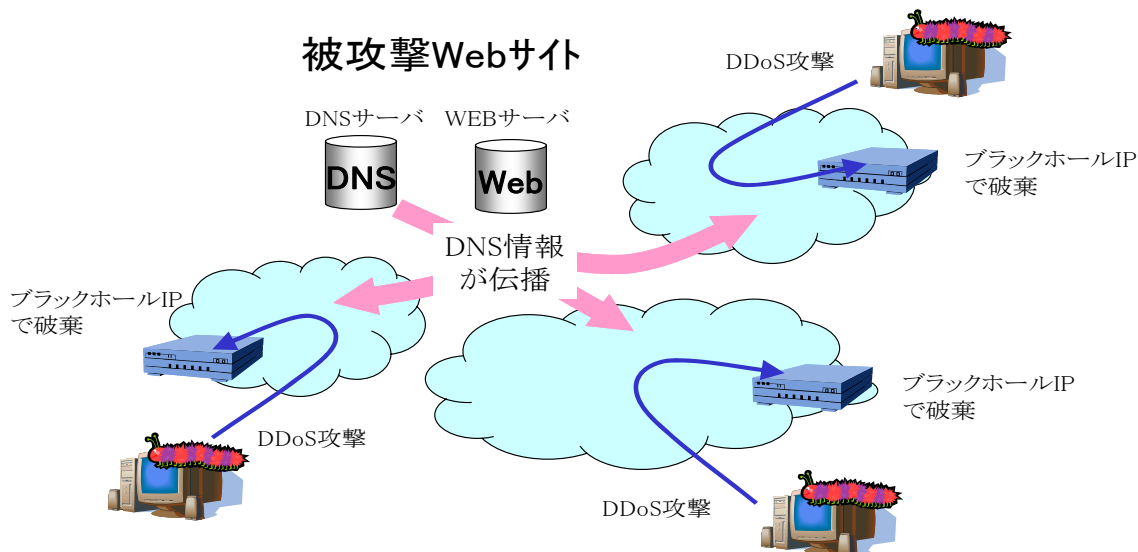 被攻撃Webサイト
DDoS攻撃
DNSサーバ
WEBサーバ
DNS
Web
ブラックホールIP
で破棄
DNS情報
が伝播
ブラックホールIP
で破棄
ブラックホールIP
で破棄
DDoS攻撃
DDoS攻撃